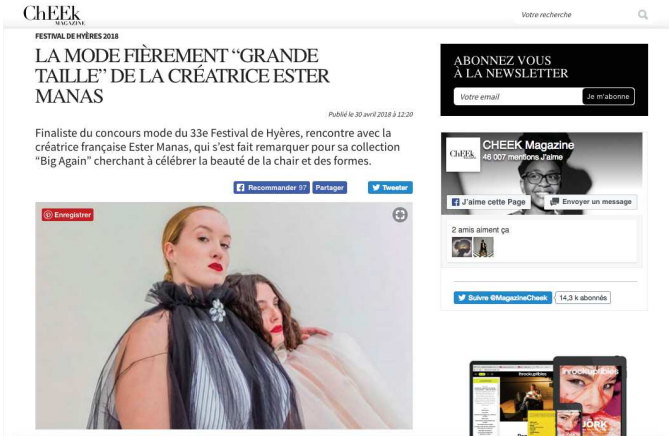 ChEEk
MAGAZINE
Votre recherche
FESTIVAL DE HYÈRES 2018
LA MODE FIÈREMENT “GRANDE
TAILLE” DE LA CRÉATRICE ESTER
MANAS
Publié le 30 avril 2018 à 12:20
Finaliste du concours mode du 33e Festival de Hyères, rencontre avec la
créatrice française Ester Manas, qui s’est fait remarquer pour sa collection
“Big Again” cherchant à célébrer la beauté de la chair et des formes.
Recommander 97 Partager Tweeter
Enregistrer
ABONNEZ VOUS
À LA NEWSLETTER
Votre email Je m'abonne
ChEEk
CHEEK Magazine
46 007 mentions J’aime
J’aime cette Page Envoyer un message
2 amis aiment ça
Suivre @MagazineCheek 14,3 k abonnés
inrockuptibles